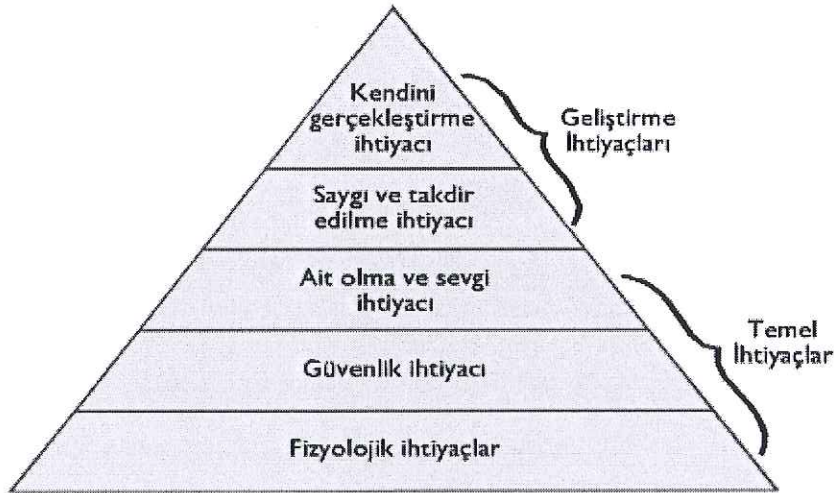 Kendini
gerçekleştirme
ihtiyacı
Geliştirme
İhtiyaçları
Saygı ve takdir
edilme ihtiyacı
Ait olma ve sevgi
ihtiyacı
Temel
İhtiyaçlar
Güvenlik ihtiyacı
Fizyolojik ihtiyaçlar